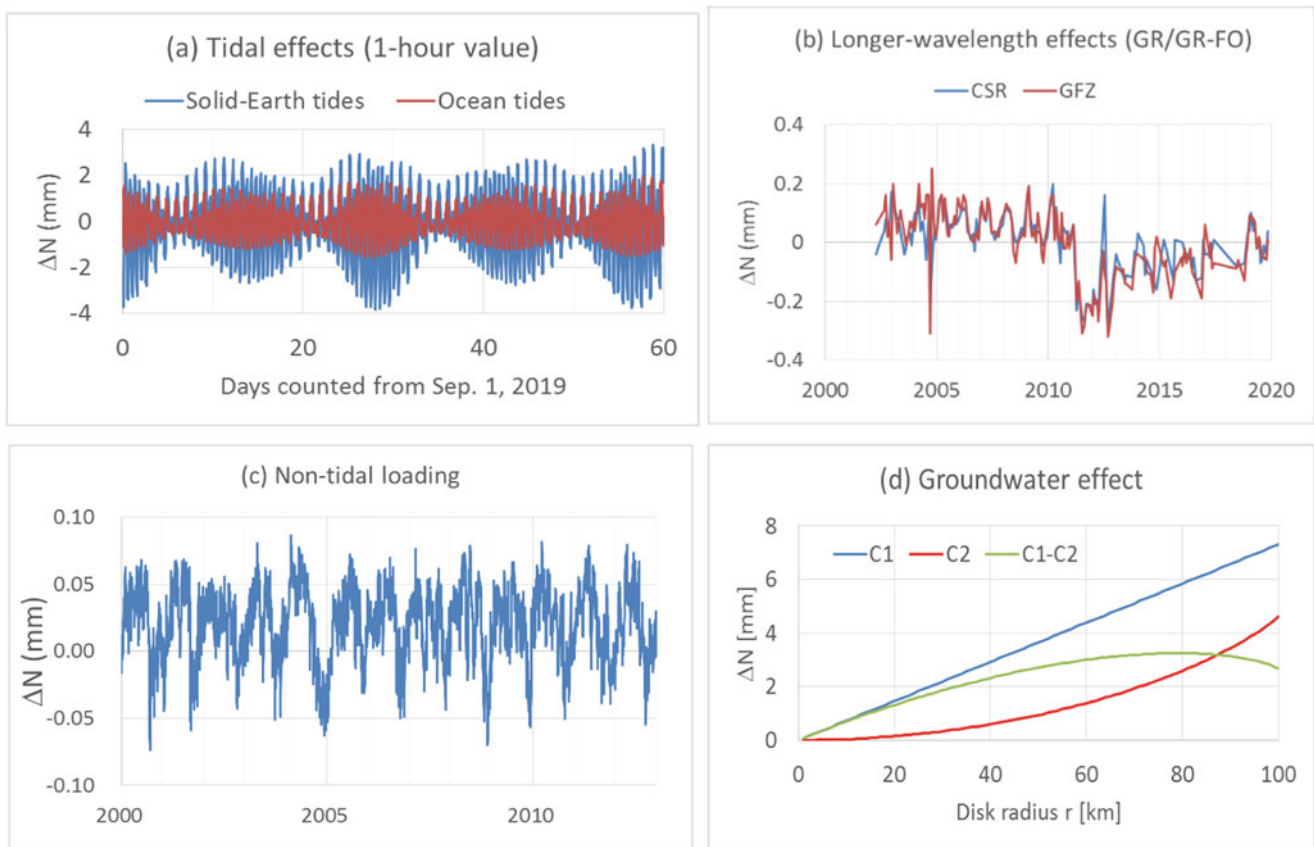 (a) Tidal effects (1-hour value)
Solid-Earth tides Ocean tides
4
2
0
-2
-4
ΔN (mm)
0 20 40 60
Days counted from Sep. 1, 2019
(b) Longer-wavelength effects (GR/GR-FO)
CSR GFZ
0.4
0.2
0
-0.2
-0.4
ΔN (mm)
2000 2005 2010 2015 2020
(c) Non-tidal loading
0.10
0.05
0.00
-0.05
-0.10
ΔN (mm)
2000 2005 2010
(d) Groundwater effect
C1 C2 C1-C2
8
6
4
2
0
ΔN [mm]
0 20 40 60 80 100
Disk radius r [km]